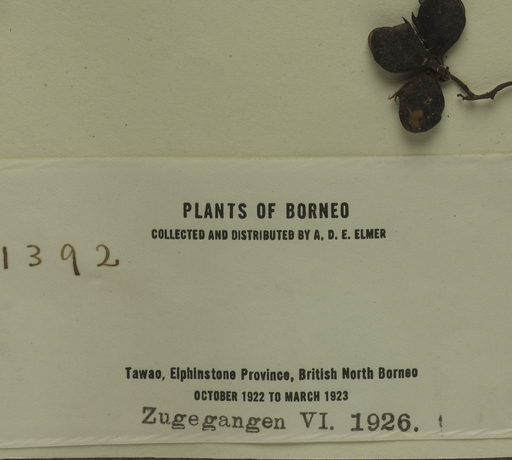 PLANTS OF BORNEO
COLLECTED AND DISTRIBUTED BY A. D. E. ELMER
1392
Tawao, Elphinstone Province, British North Borneo
OCTOBER 1922 TO MARCH 1923
Zugegangen VI. 1926.